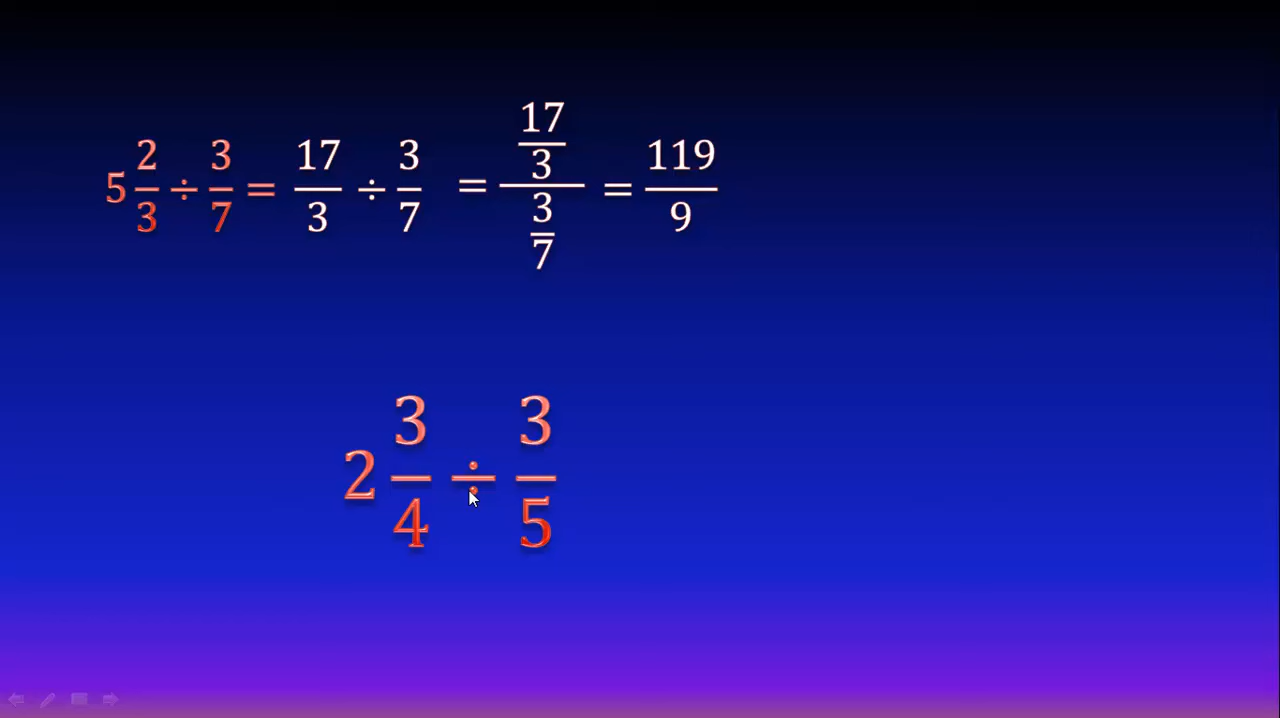 5 2/3 ÷ 3/7 = 17/3 ÷ 3/7 = (17/3)/(3/7) = 119/9
2 3/4 ÷ 3/5